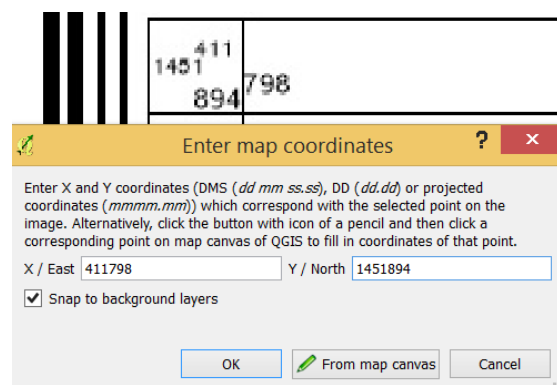 411
1451
798
894
Enter map coordinates ? x
Enter X and Y coordinates (DMS (dd mm ss.ss), DD (dd.dd) or projected
coordinates (mmmm.mm)) which correspond with the selected point on the
image. Alternatively, click the button with icon of a pencil and then click a
corresponding point on map canvas of QGIS to fill in coordinates of that point.
X / East 411798 Y / North 1451894
Snap to background layers
OK From map canvas Cancel